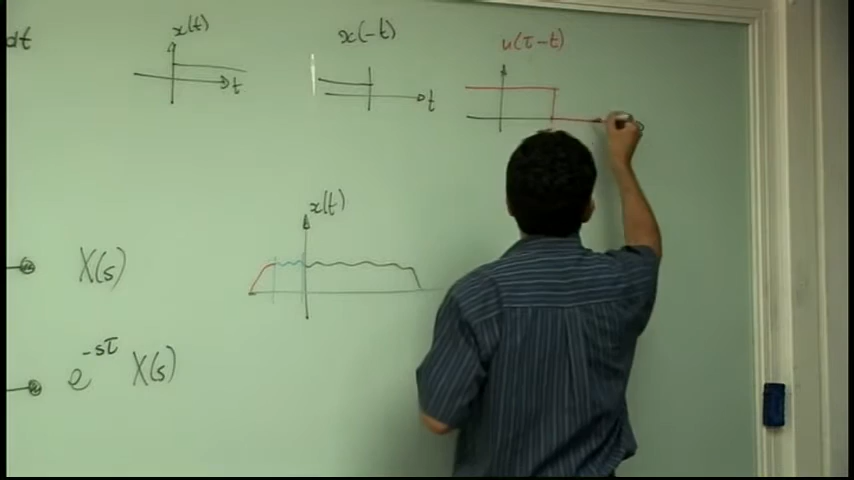 dt
x(t)
t
x(-t)
t
u(τ-t)
x(t)
X(s)
e^{-sτ} X(s)